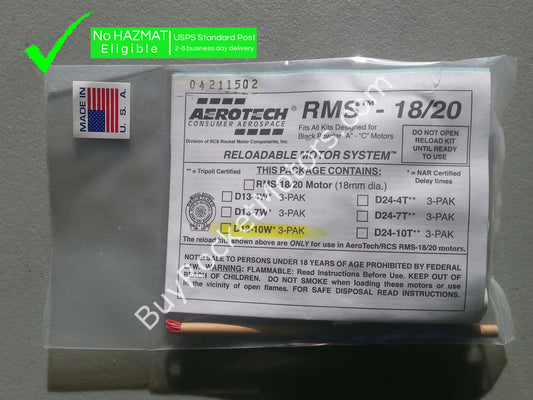 No HAZMAT
Eligible
USPS Standard Post
2-6 business day delivery
04211502
MADE IN
U.S.A.
AEROTECH®
CONSUMER AEROSPACE
Division of RCS Rocket Motor Components, Inc.
RMS™ - 18/20
Fits All Kits Designed for
Black Powder "A" - "C" Motors
DO NOT OPEN
RELOAD KIT
UNTIL READY
TO USE
RELOADABLE MOTOR SYSTEM™
** = Tripoli Certified
THIS PACKAGE CONTAINS:
* = NAR Certified
Delay times
RMS-18/20 Motor (18mm dia.)
D13-4W* 3-PAK
D13-7W* 3-PAK
D13-10W* 3-PAK
D24-4T** 3-PAK
D24-7T** 3-PAK
D24-10T** 3-PAK
The reload kits shown above are ONLY for use in AeroTech/RCS RMS-18/20 motors.
NOTE: SALE TO PERSONS UNDER 18 YEARS OF AGE PROHIBITED BY FEDERAL
LAW. WARNING: FLAMMABLE: Read Instructions Before Use. KEEP OUT OF
REACH OF CHILDREN. DO NOT SMOKE when loading these motors or use
in the vicinity of open flames. FOR SAFE DISPOSAL READ INSTRUCTIONS.
BuyRocketMotors.com